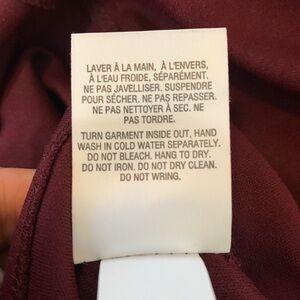 LAVER À LA MAIN, À L'ENVERS,
À L'EAU FROIDE, SÉPARÉMENT.
NE PAS JAVELLISER. SUSPENDRE
POUR SÉCHER. NE PAS REPASSER.
NE PAS NETTOYER À SEC. NE
PAS TORDRE.
TURN GARMENT INSIDE OUT, HAND
WASH IN COLD WATER SEPARATELY.
DO NOT BLEACH. HANG TO DRY.
DO NOT IRON. DO NOT DRY CLEAN.
DO NOT WRING.